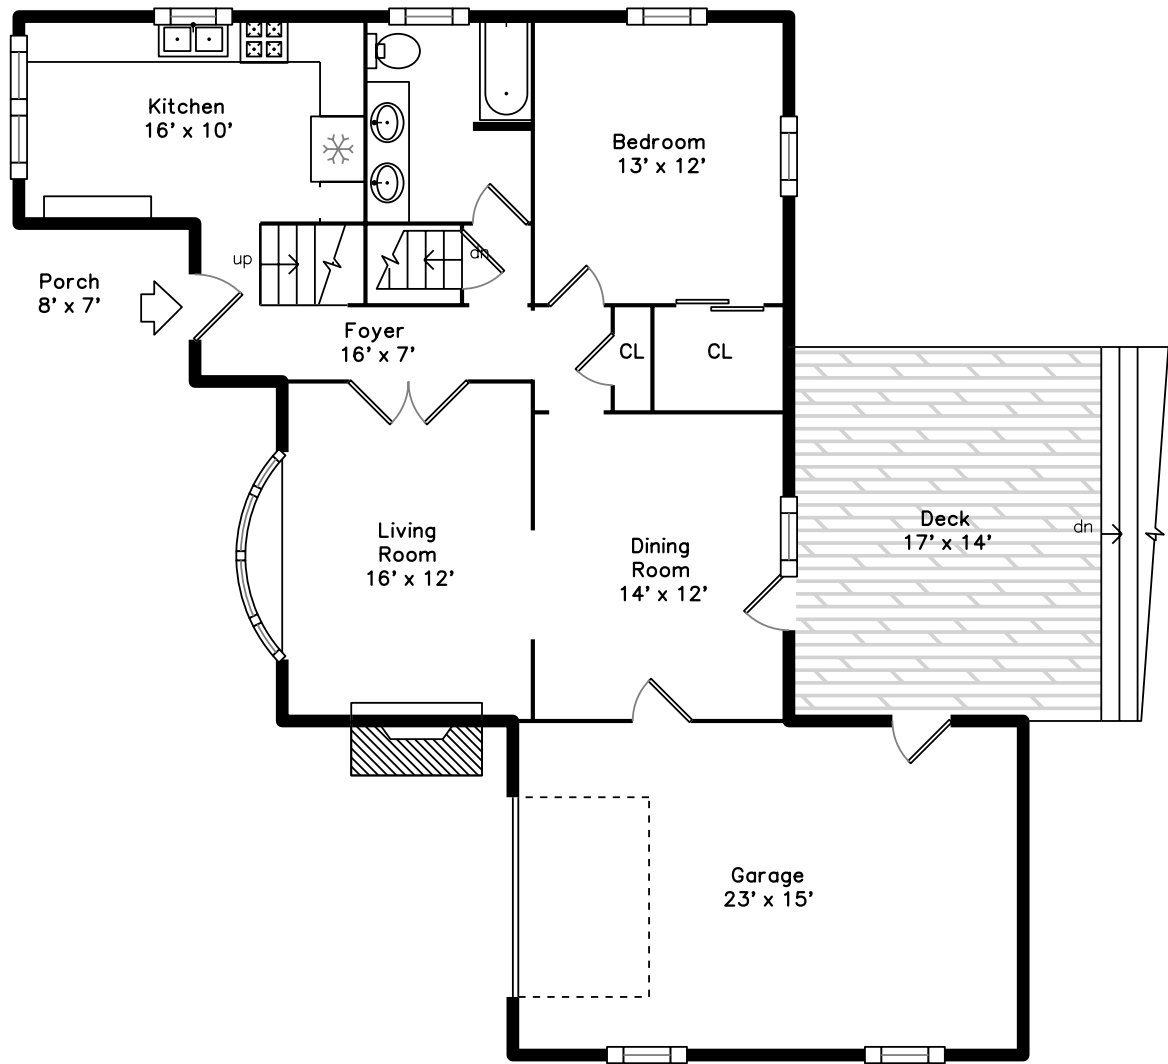 Kitchen
16' x 10'
Bedroom
13' x 12'
up
dn
Porch
8' x 7'
Foyer
16' x 7'
CL
CL
Living
Room
16' x 12'
Dining
Room
14' x 12'
Deck
17' x 14'
dn
Garage
23' x 15'